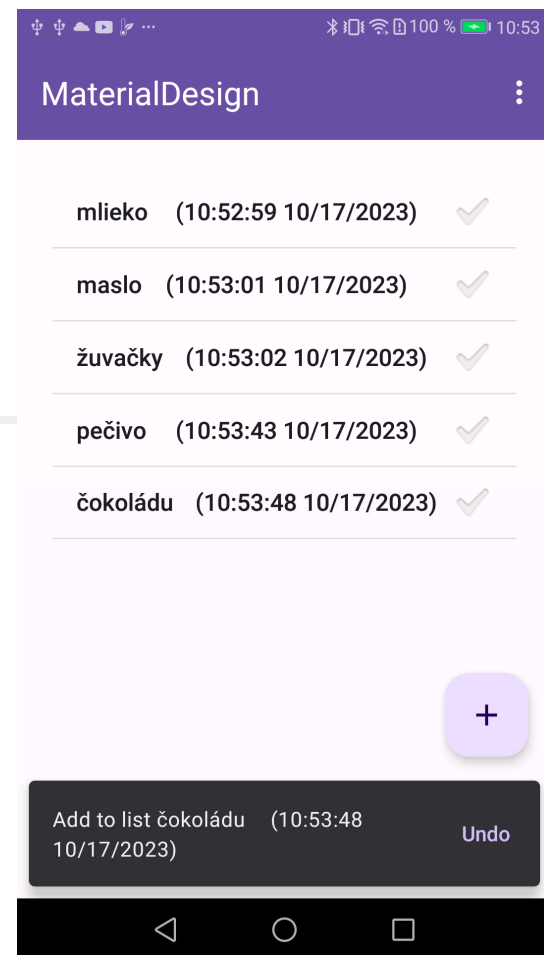 100 % 10:53
MaterialDesign
mlieko (10:52:59 10/17/2023)
maslo (10:53:01 10/17/2023)
žuvačky (10:53:02 10/17/2023)
pečivo (10:53:43 10/17/2023)
čokoládu (10:53:48 10/17/2023)
+
Add to list čokoládu (10:53:48
10/17/2023)
Undo